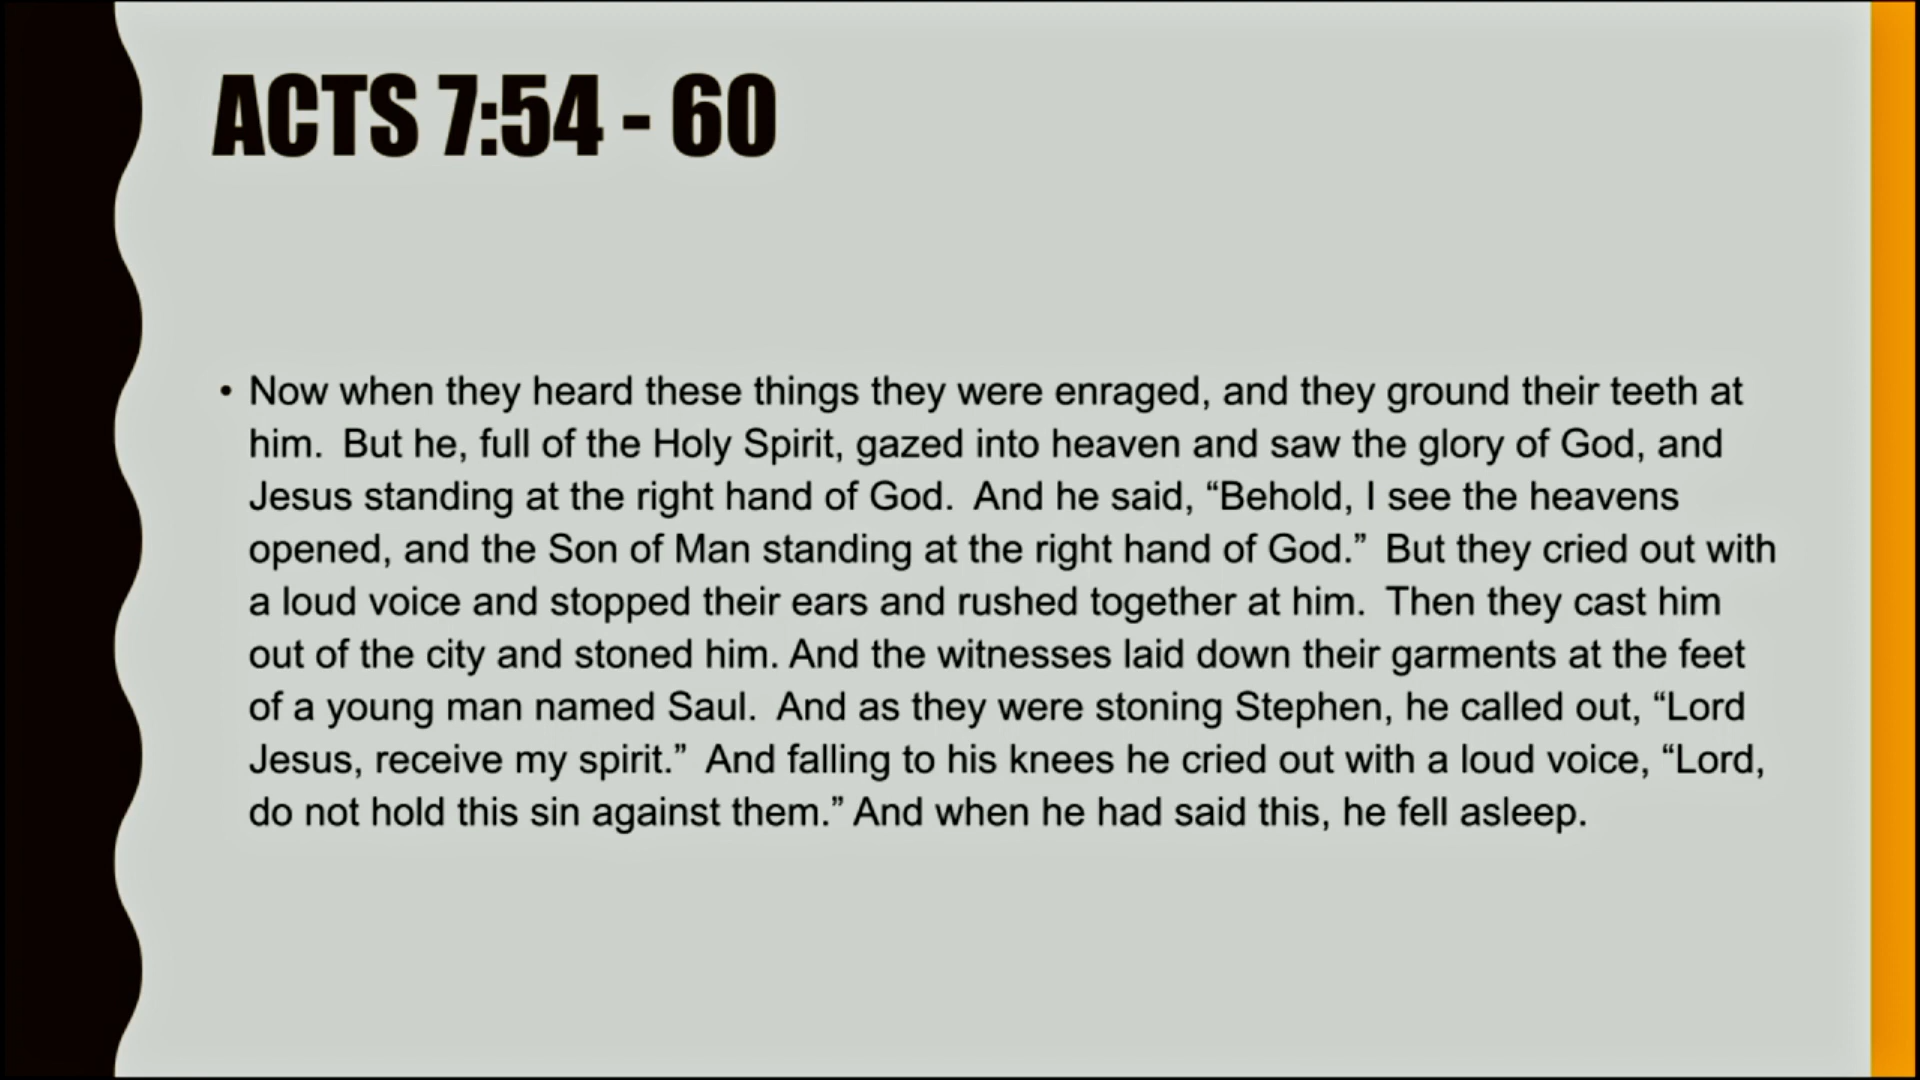 ACTS 7:54 - 60
• Now when they heard these things they were enraged, and they ground their teeth at
him.  But he, full of the Holy Spirit, gazed into heaven and saw the glory of God, and
Jesus standing at the right hand of God.  And he said, “Behold, I see the heavens
opened, and the Son of Man standing at the right hand of God.”  But they cried out with
a loud voice and stopped their ears and rushed together at him.  Then they cast him
out of the city and stoned him. And the witnesses laid down their garments at the feet
of a young man named Saul.  And as they were stoning Stephen, he called out, “Lord
Jesus, receive my spirit.”  And falling to his knees he cried out with a loud voice, “Lord,
do not hold this sin against them.” And when he had said this, he fell asleep.